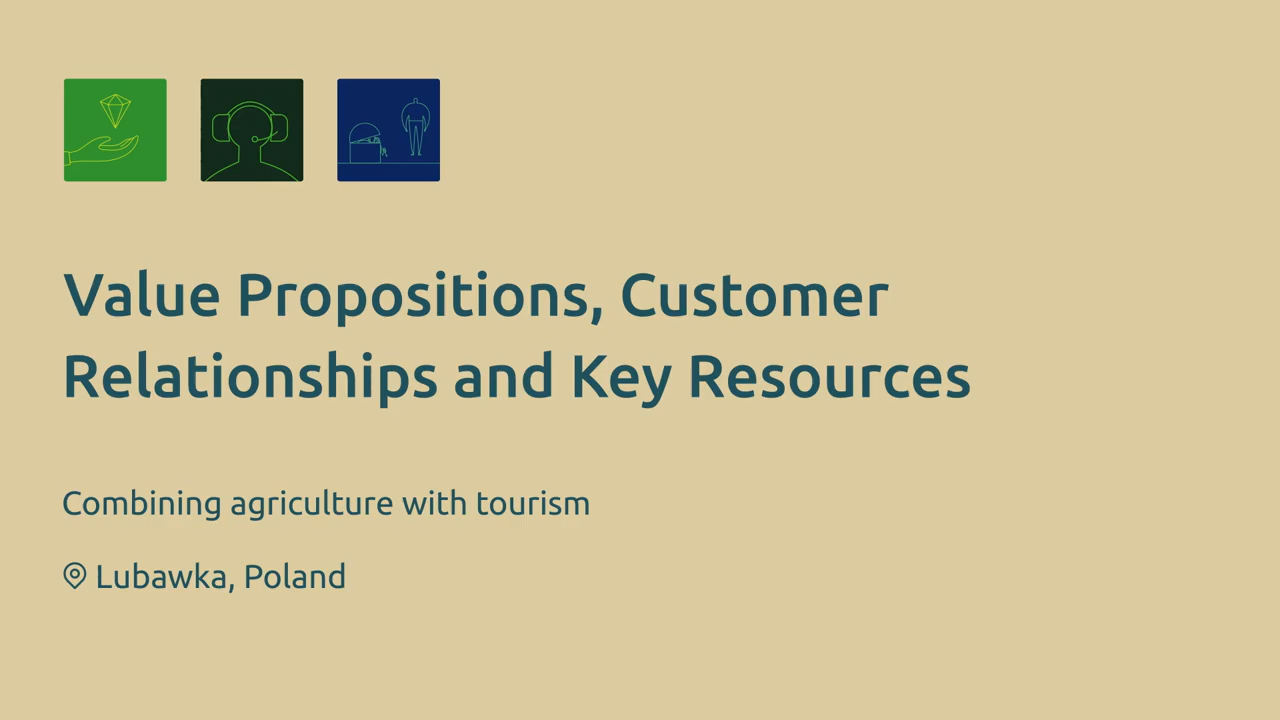 Value Propositions, Customer
Relationships and Key Resources
Combining agriculture with tourism
Lubawka, Poland